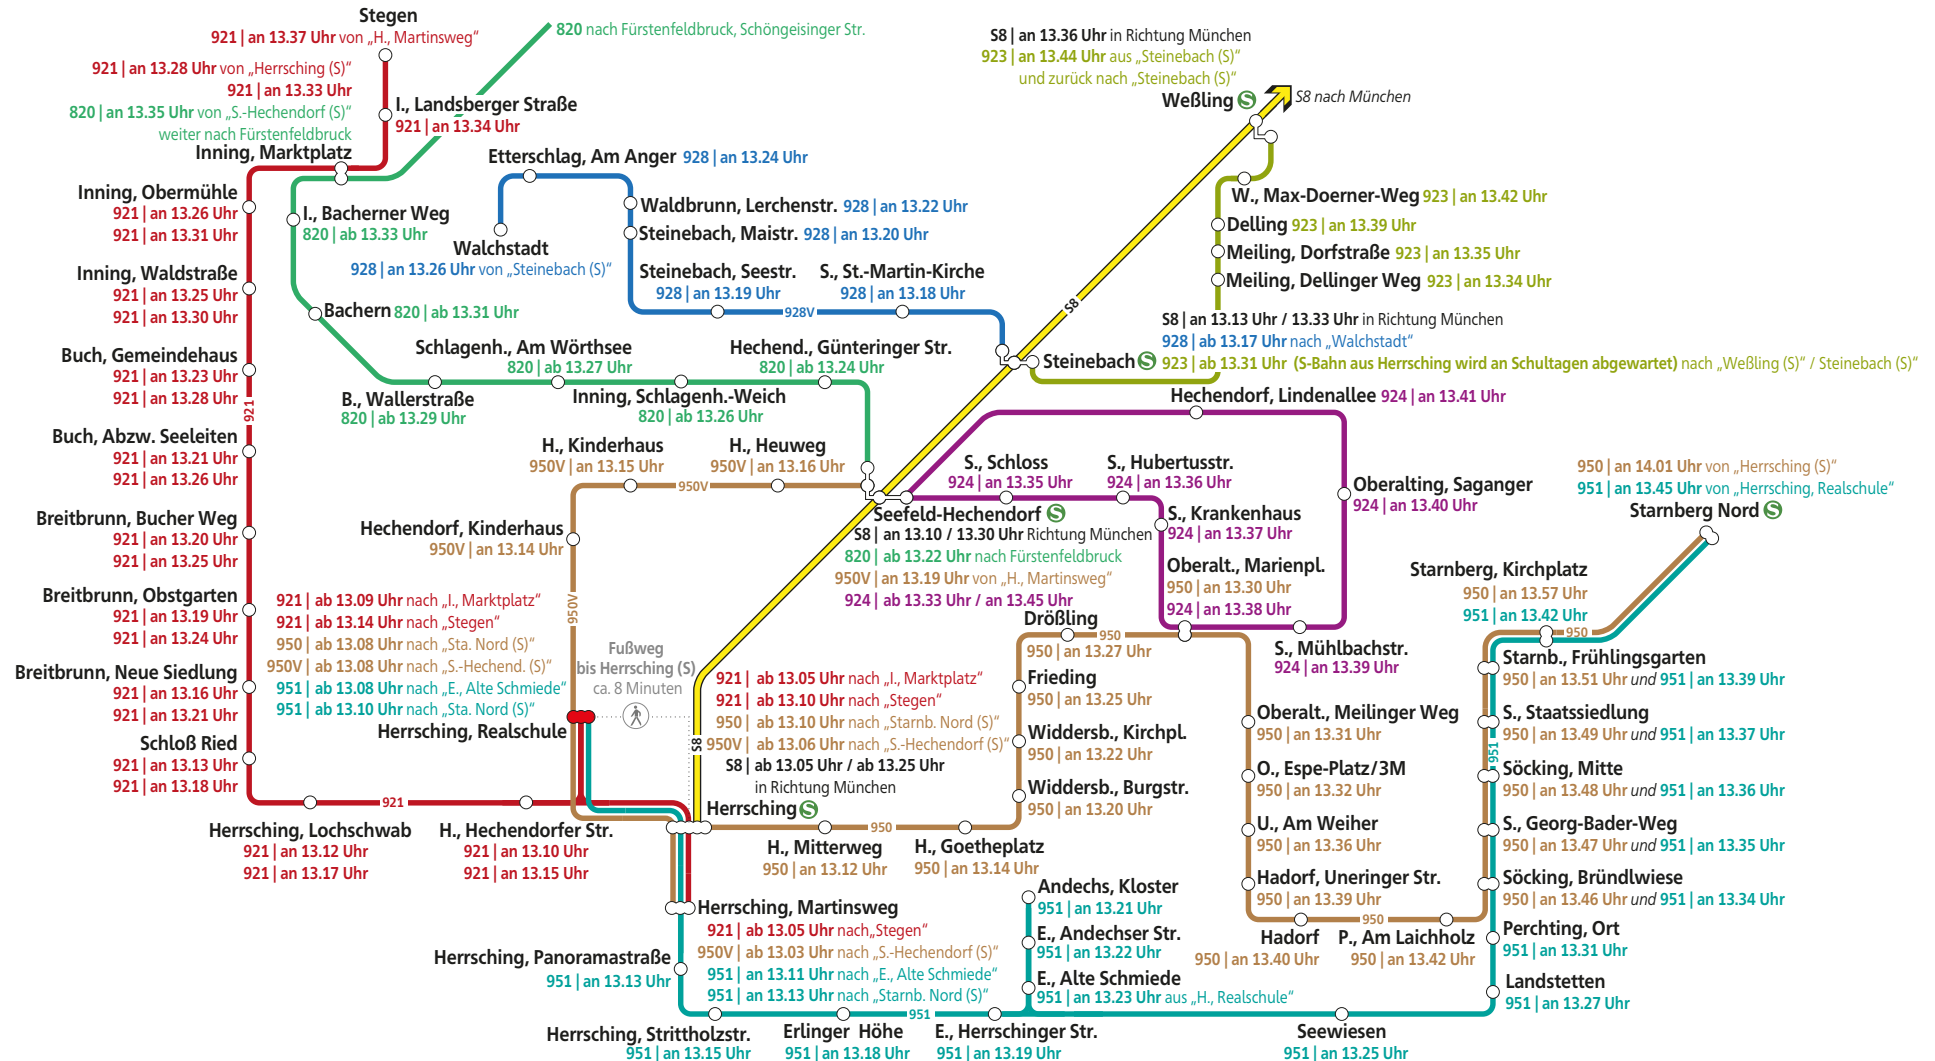 Stegen
921 | an 13.37 Uhr von „H., Martinsweg“
921 | an 13.28 Uhr von „Herrsching (S)“
921 | an 13.33 Uhr
820 | an 13.35 Uhr von „S.-Hechendorf (S)“
weiter nach Fürstenfeldbruck
Inning, Marktplatz
I., Landsberger Straße
921 | an 13.34 Uhr
820 nach Fürstenfeldbruck, Schöngeisinger Str.
S8 | an 13.36 Uhr in Richtung München
923 | an 13.44 Uhr aus „Steinebach (S)“
und zurück nach „Steinebach (S)“
Weßling S
S8 nach München
Inning, Obermühle
921 | an 13.26 Uhr
921 | an 13.31 Uhr
I., Bacherner Weg
820 | ab 13.33 Uhr
Etterschlag, Am Anger 928 | an 13.24 Uhr
Waldbrunn, Lerchenstr. 928 | an 13.22 Uhr
Steinebach, Maistr. 928 | an 13.20 Uhr
Walchstadt
928 | an 13.26 Uhr von „Steinebach (S)“
Steinebach, Seestr.
928 | an 13.19 Uhr
S., St.-Martin-Kirche
928 | an 13.18 Uhr
928V
S8
W., Max-Doerner-Weg 923 | an 13.42 Uhr
Delling 923 | an 13.39 Uhr
Meiling, Dorfstraße 923 | an 13.35 Uhr
Meiling, Dellinger Weg 923 | an 13.34 Uhr
S8 | an 13.13 Uhr / 13.33 Uhr in Richtung München
928 | ab 13.17 Uhr nach „Walchstadt“
Steinebach S 923 | ab 13.31 Uhr (S-Bahn aus Herrsching wird an Schultagen abgewartet) nach „Weßling (S)“ / Steinebach (S)“
Inning, Waldstraße
921 | an 13.25 Uhr
921 | an 13.30 Uhr
Bachern 820 | ab 13.31 Uhr
Schlagenh., Am Wörthsee
820 | ab 13.27 Uhr
Hechend., Günteringer Str.
820 | ab 13.24 Uhr
B., Wallerstraße
820 | ab 13.29 Uhr
Inning, Schlagenh.-Weich
820 | ab 13.26 Uhr
Buch, Gemeindehaus
921 | an 13.23 Uhr
921 | an 13.28 Uhr
921
Buch, Abzw. Seeleiten
921 | an 13.21 Uhr
921 | an 13.26 Uhr
H., Kinderhaus
950V | an 13.15 Uhr
H., Heuweg
950V | an 13.16 Uhr
950V
Hechendorf, Kinderhaus
950V | an 13.14 Uhr
950V
Hechendorf, Lindenallee 924 | an 13.41 Uhr
S., Schloss
924 | an 13.35 Uhr
S., Hubertusstr.
924 | an 13.36 Uhr
Oberalting, Saganger
924 | an 13.40 Uhr
Seefeld-Hechendorf S
S8 | an 13.10 / 13.30 Uhr Richtung München
820 | ab 13.22 Uhr nach Fürstenfeldbruck
950V | an 13.19 Uhr von „H., Martinsweg“
924 | ab 13.33 Uhr / an 13.45 Uhr
S., Krankenhaus
924 | an 13.37 Uhr
Oberalt., Marienpl.
950 | an 13.30 Uhr
924 | an 13.38 Uhr
S., Mühlbachstr.
924 | an 13.39 Uhr
950 | an 14.01 Uhr von „Herrsching (S)“
951 | an 13.45 Uhr von „Herrsching, Realschule“
Starnberg Nord S
Starnberg, Kirchplatz
950 | an 13.57 Uhr
951 | an 13.42 Uhr
950
Breitbrunn, Bucher Weg
921 | an 13.20 Uhr
921 | an 13.25 Uhr
Breitbrunn, Obstgarten
921 | an 13.19 Uhr
921 | an 13.24 Uhr
Breitbrunn, Neue Siedlung
921 | an 13.16 Uhr
921 | an 13.21 Uhr
Schloß Ried
921 | an 13.13 Uhr
921 | an 13.18 Uhr
921 | ab 13.09 Uhr nach „I., Marktplatz“
921 | ab 13.14 Uhr nach „Stegen“
950 | ab 13.08 Uhr nach „Sta. Nord (S)“
950V | ab 13.08 Uhr nach „S.-Hechend. (S)“
951 | ab 13.08 Uhr nach „E., Alte Schmiede“
951 | ab 13.10 Uhr nach „Sta. Nord (S)“
Herrsching, Realschule
Fußweg
bis Herrsching (S)
ca. 8 Minuten
S8
921 | ab 13.05 Uhr nach „I., Marktplatz“
921 | ab 13.10 Uhr nach „Stegen“
950 | ab 13.10 Uhr nach „Starnb. Nord (S)“
950V | ab 13.06 Uhr nach „S.-Hechendorf (S)“
S8 | ab 13.05 Uhr / ab 13.25 Uhr
in Richtung München
Herrsching S
Drößling
950
950 | an 13.27 Uhr
Frieding
950 | an 13.25 Uhr
Widdersb., Kirchpl.
950 | an 13.22 Uhr
Widdersb., Burgstr.
950 | an 13.20 Uhr
Oberalt., Meilinger Weg
950 | an 13.31 Uhr
O., Espe-Platz/3M
950 | an 13.32 Uhr
U., Am Weiher
950 | an 13.36 Uhr
Hadorf, Uneringer Str.
950 | an 13.39 Uhr
950
Hadorf
950 | an 13.40 Uhr
P., Am Laichholz
950 | an 13.42 Uhr
Starnb., Frühlingsgarten
950 | an 13.51 Uhr und 951 | an 13.39 Uhr
S., Staatssiedlung
950 | an 13.49 Uhr und 951 | an 13.37 Uhr
951
Söcking, Mitte
950 | an 13.48 Uhr und 951 | an 13.36 Uhr
S., Georg-Bader-Weg
950 | an 13.47 Uhr und 951 | an 13.35 Uhr
Söcking, Bründlwiese
950 | an 13.46 Uhr und 951 | an 13.34 Uhr
Perchting, Ort
951 | an 13.31 Uhr
Landstetten
951 | an 13.27 Uhr
921
Herrsching, Lochschwab
921 | an 13.12 Uhr
921 | an 13.17 Uhr
H., Hechendorfer Str.
921 | an 13.10 Uhr
921 | an 13.15 Uhr
950
H., Mitterweg
950 | an 13.12 Uhr
H., Goetheplatz
950 | an 13.14 Uhr
Herrsching, Martinsweg
921 | ab 13.05 Uhr nach„Stegen“
950V | ab 13.03 Uhr nach „S.-Hechendorf (S)“
951 | an 13.11 Uhr nach „E., Alte Schmiede“
951 | an 13.13 Uhr nach „Starnb. Nord (S)“
Herrsching, Panoramastraße
951 | an 13.13 Uhr
Andechs, Kloster
951 | an 13.21 Uhr
E., Andechser Str.
951 | an 13.22 Uhr
E., Alte Schmiede
951 | an 13.23 Uhr aus „H., Realschule“
951
Herrsching, Strittholzstr.
951 | an 13.15 Uhr
Erlinger Höhe
951 | an 13.18 Uhr
E., Herrschinger Str.
951 | an 13.19 Uhr
Seewiesen
951 | an 13.25 Uhr